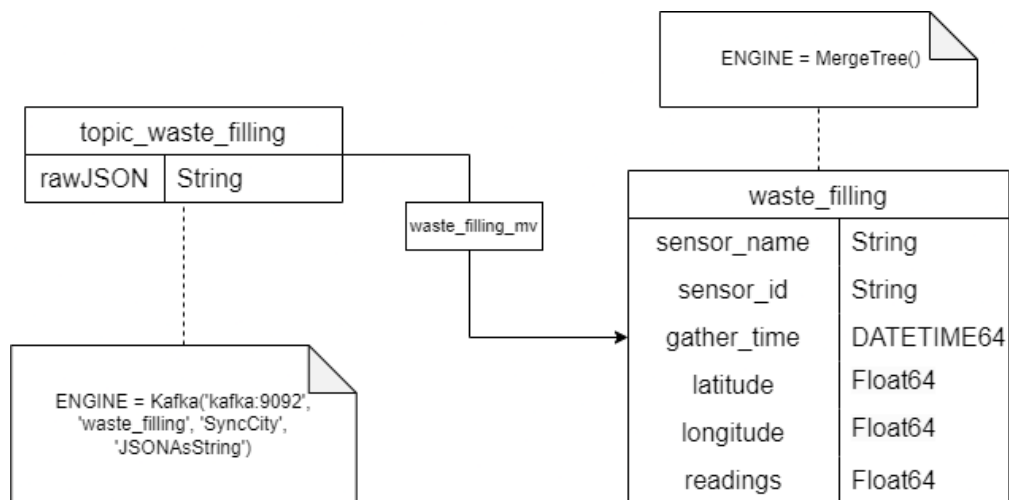 ENGINE = MergeTree()
topic_waste_filling
rawJSON String
waste_filling_mv
ENGINE = Kafka('kafka:9092',
'waste_filling', 'SyncCity',
'JSONAsString')
waste_filling
sensor_name String
sensor_id String
gather_time DATETIME64
latitude Float64
longitude Float64
readings Float64